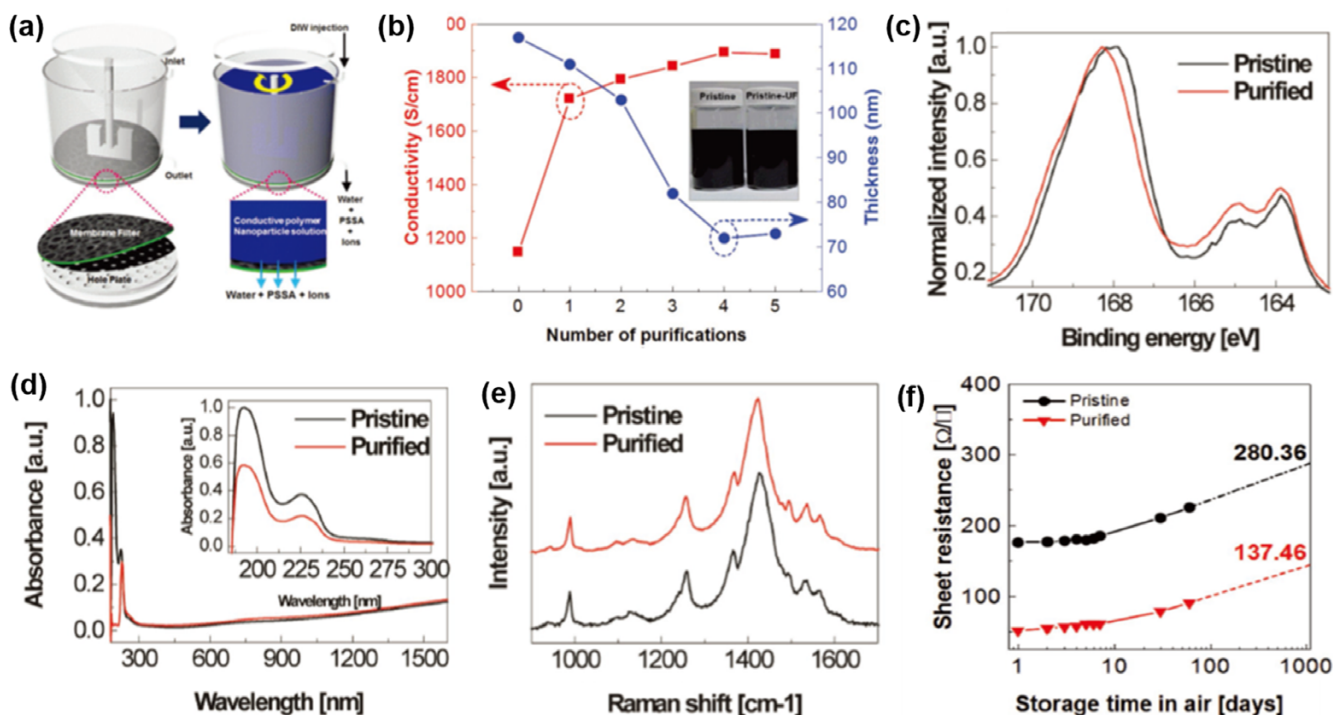 (a)
DIW injection
Inlet
Outlet
Water
+
PSSA
+
Ions
Membrane Filter
Hole Plate
Conductive polymer
Nanoparticle solution
Water + PSSA + Ions
(b)
Conductivity (S/cm)
00
1800
1600
1400
1200
1000
Pristine
Pristine-UF
120
110
100
90
80
70
60
Thickness (nm)
0 1 2 3 4 5
Number of purifications
(c)
Normalized intensity [a.u.]
1.0
0.8
0.6
0.4
0.2
Pristine
Purified
170 168 166 164
Binding energy [eV]
(d)
Absorbance [a.u.]
1.0
0.8
0.6
0.4
0.2
0.0
Absorbance [a.u.]
1.0
0.8
0.6
0.4
0.2
0.0
Pristine
Purified
200 225 250 275 300
Wavelength [nm]
300 600 900 1200 1500
Wavelength [nm]
(e)
Intensity [a.u.]
Pristine
Purified
1000 1200 1400 1600
Raman shift [cm-1]
(f)
Sheet resistance [Ω/□]
400
300
200
100
Pristine
Purified
280.36
137.46
1 10 100 1000
Storage time in air [days]